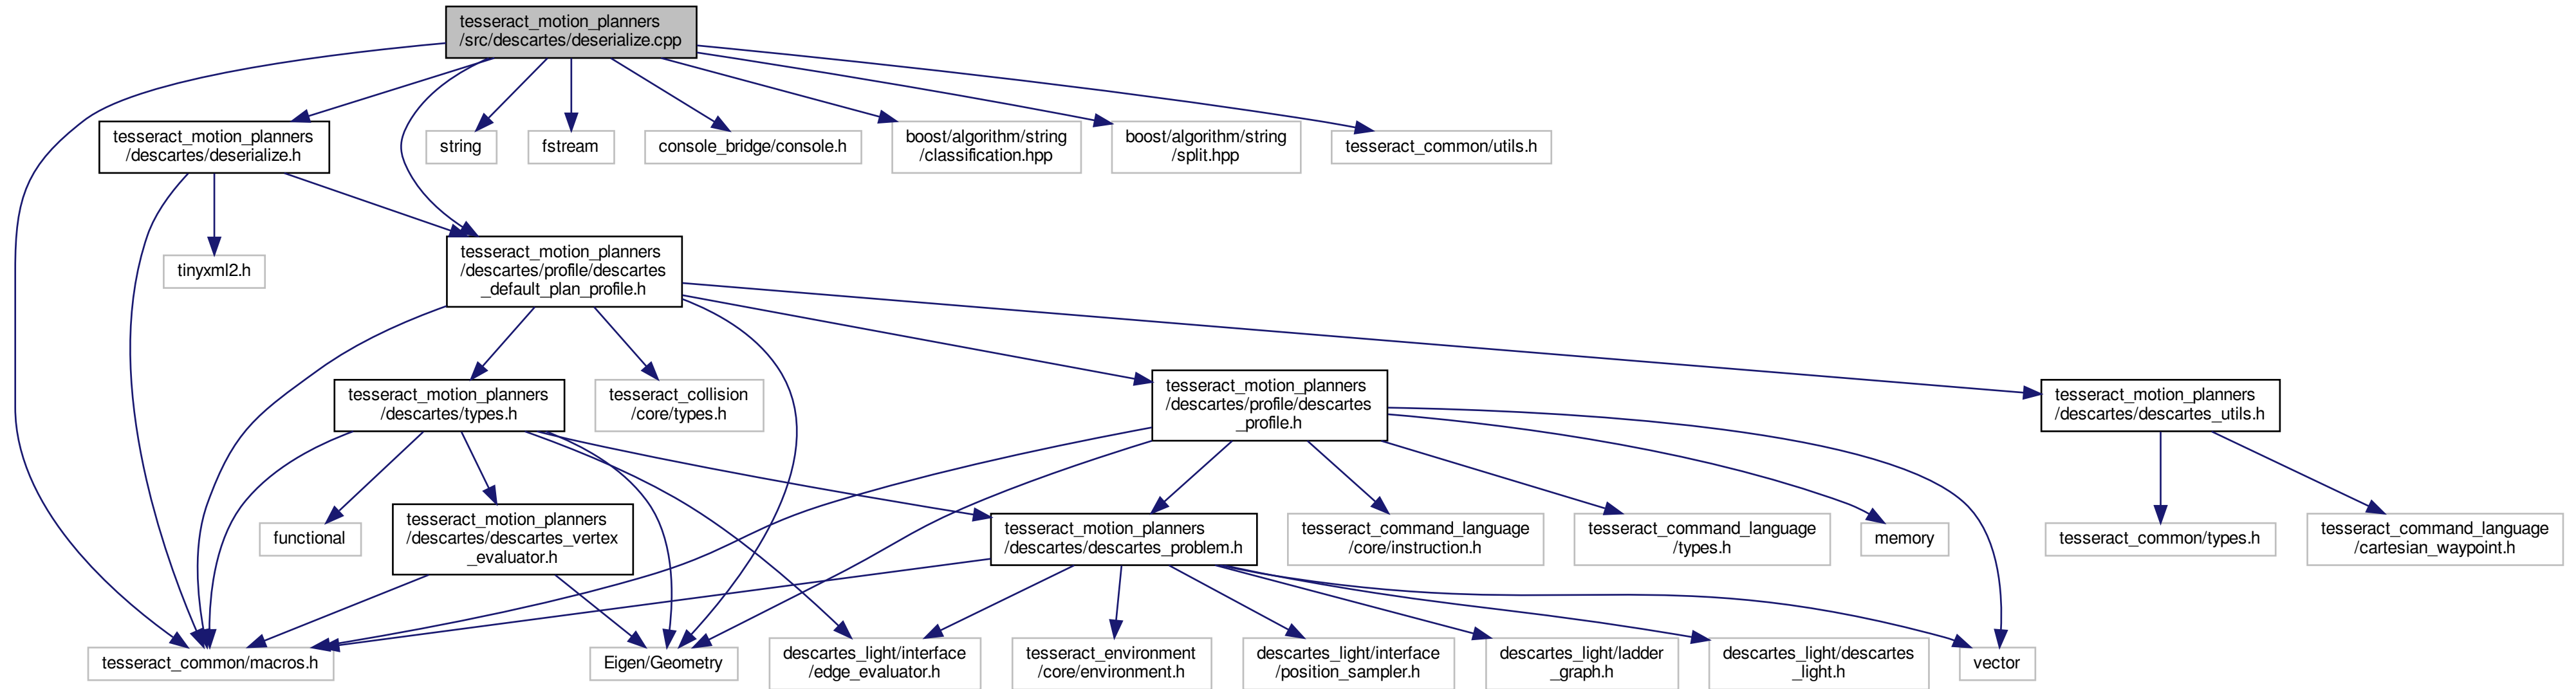 tesseract_motion_planners
/src/descartes/deserialize.cpp
tesseract_motion_planners
/descartes/deserialize.h
string
fstream
console_bridge/console.h
boost/algorithm/string
/classification.hpp
boost/algorithm/string
/split.hpp
tesseract_common/utils.h
tinyxml2.h
tesseract_motion_planners
/descartes/profile/descartes
_default_plan_profile.h
tesseract_motion_planners
/descartes/types.h
tesseract_collision
/core/types.h
tesseract_motion_planners
/descartes/profile/descartes
_profile.h
tesseract_motion_planners
/descartes/descartes_utils.h
functional
tesseract_motion_planners
/descartes/descartes_vertex
_evaluator.h
tesseract_motion_planners
/descartes/descartes_problem.h
tesseract_command_language
/core/instruction.h
tesseract_command_language
/types.h
memory
tesseract_common/types.h
tesseract_command_language
/cartesian_waypoint.h
tesseract_common/macros.h
Eigen/Geometry
descartes_light/interface
/edge_evaluator.h
tesseract_environment
/core/environment.h
descartes_light/interface
/position_sampler.h
descartes_light/ladder
_graph.h
descartes_light/descartes
_light.h
vector